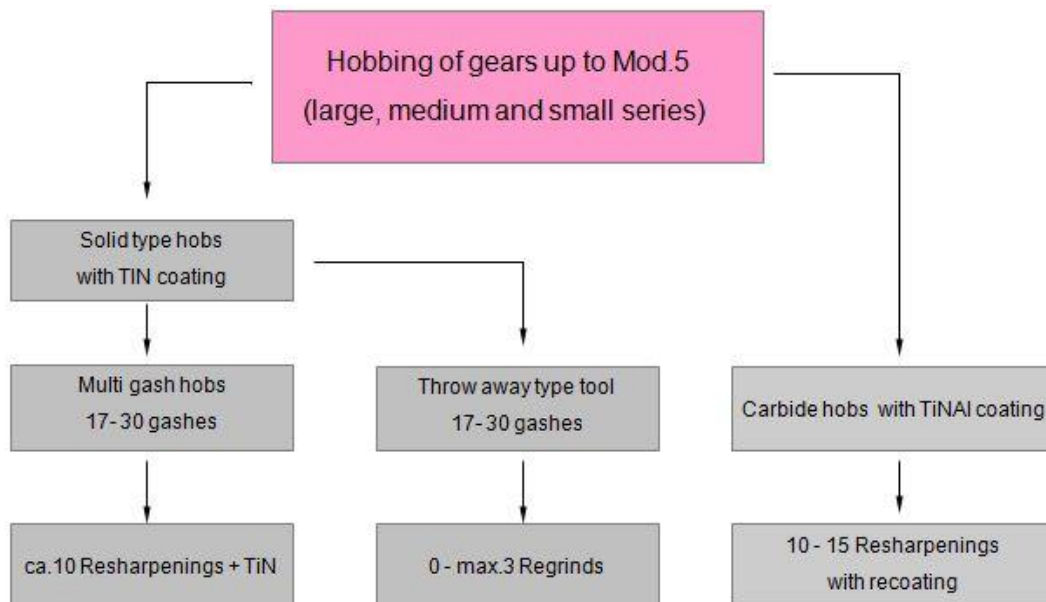 Hobbing of gears up to Mod.5
(large, medium and small series)
Solid type hobs
with TIN coating
Multi gash hobs
17- 30 gashes
Throw away type tool
17- 30 gashes
Carbide hobs with TiNAl coating
ca.10 Resharpenings + TiN
0 - max.3 Regrinds
10 - 15 Resharpenings
with recoating